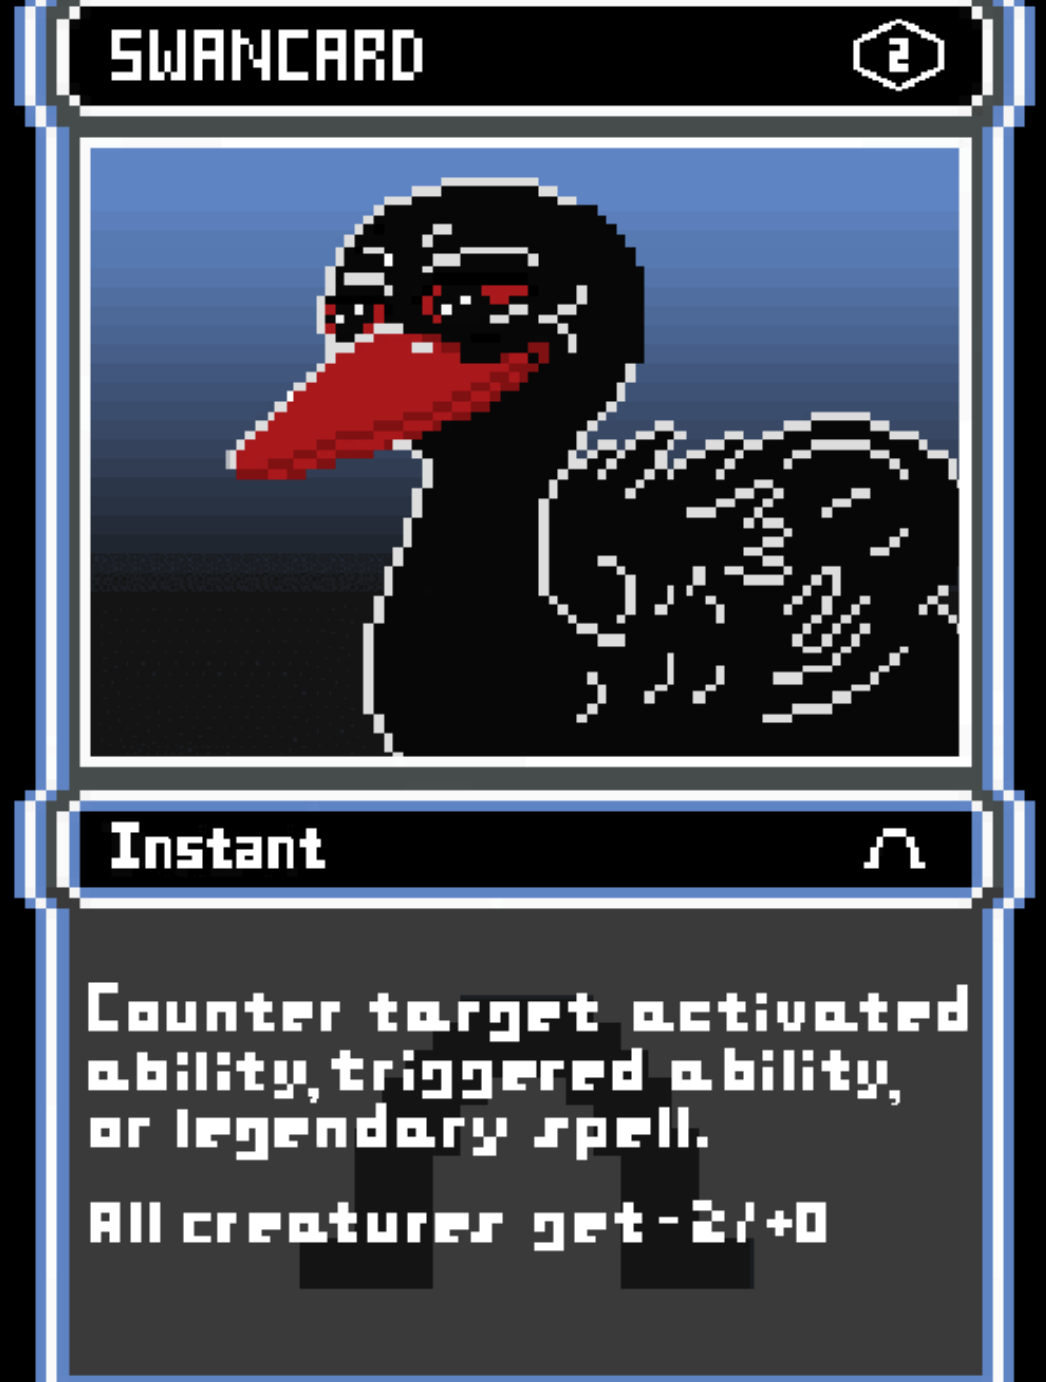 SWANCARD
2
Instant
Counter target activated
ability, triggered ability,
or legendary spell.
All creatures get -2/+0